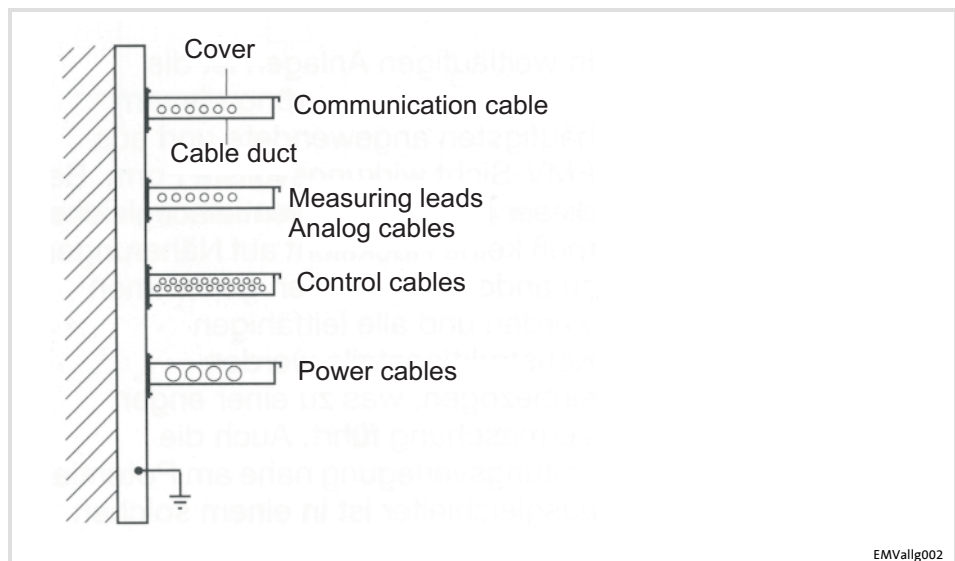 Cover
Communication cable
Cable duct
Measuring leads
Analog cables
Control cables
Power cables
EMVallg002